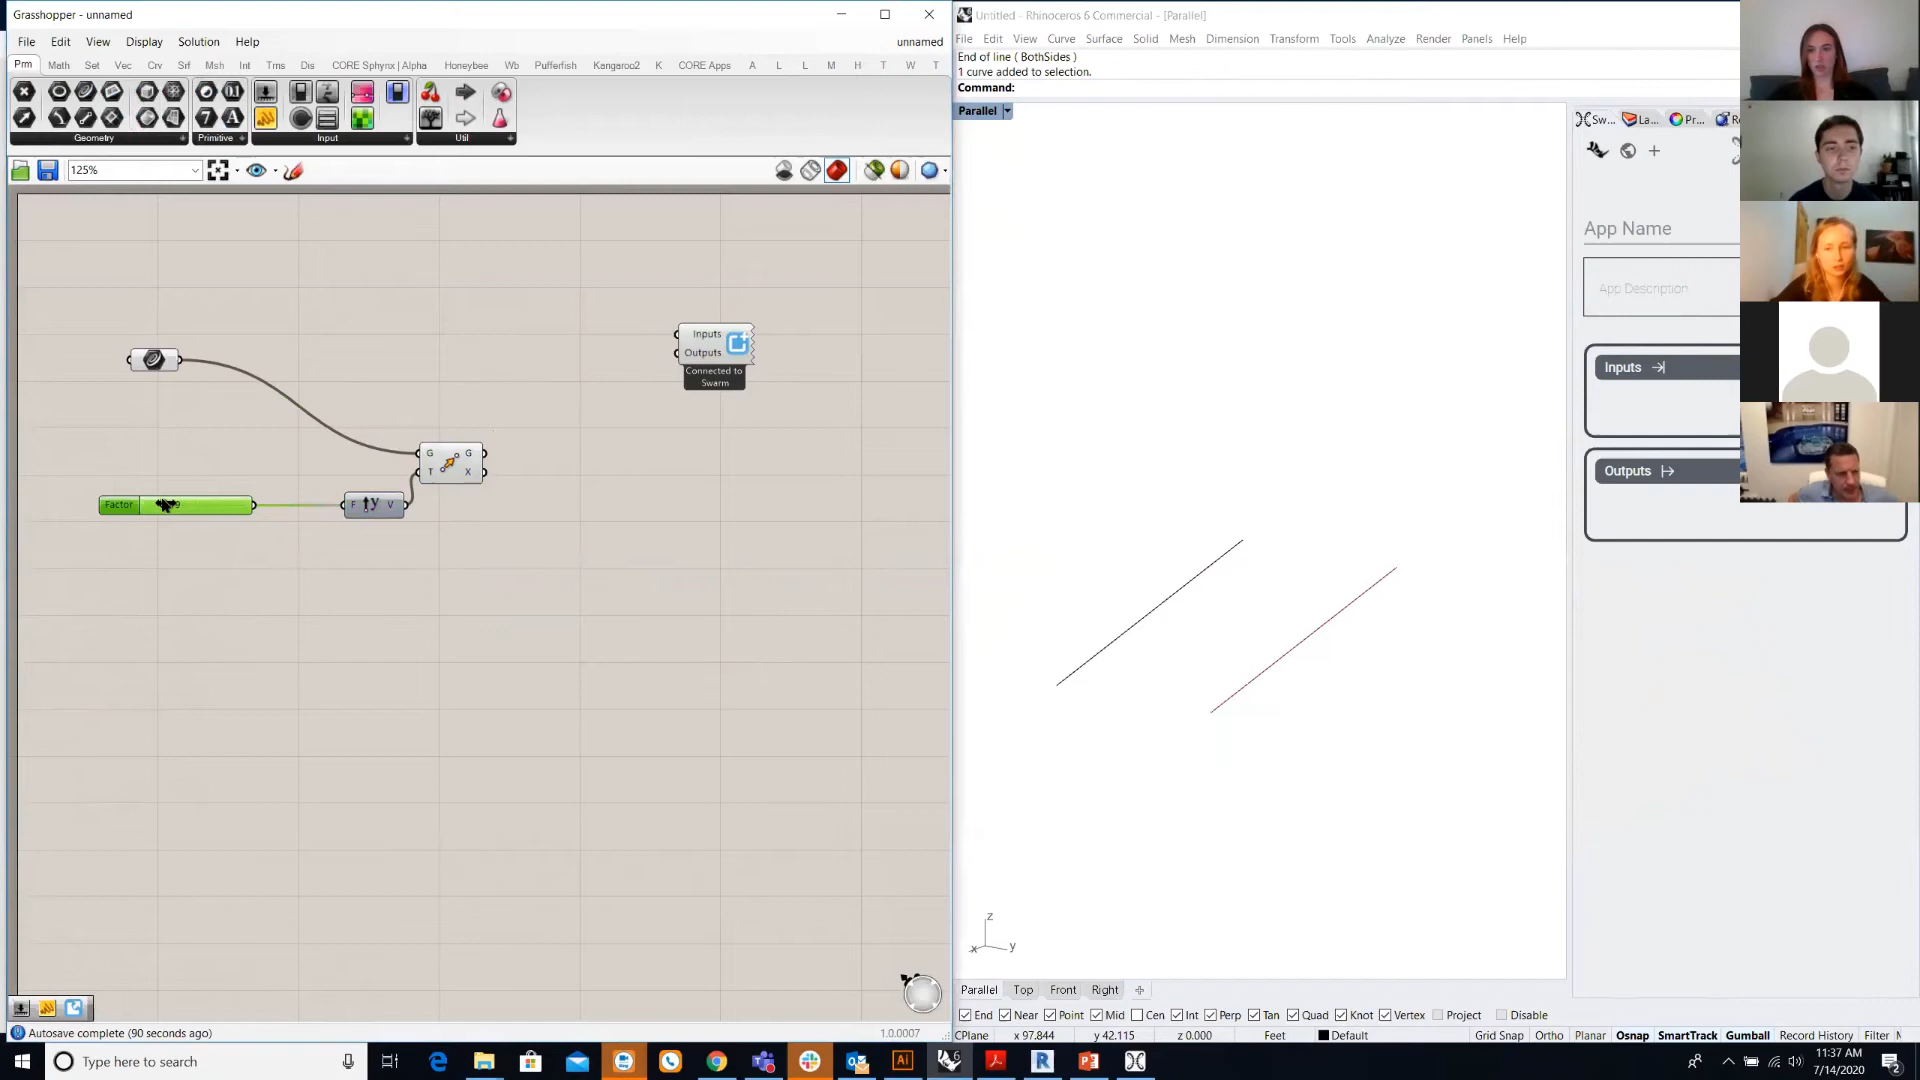 Grasshopper - unnamed
File Edit View Display Solution Help
unnamed
Prm Math Set Vec Crv Srf Msh Int Trns Dis CORE Sphynx | Alpha Honeybee Wb Pufferfish Kangaroo2 K CORE Apps A L L M H T W T
Geometry
Primitive
Input
Util
125%
Inputs
Outputs
Connected to
Swarm
G G
T X
Factor
F y V
Autosave complete (90 seconds ago)
1.0.0007
Untitled - Rhinoceros 6 Commercial - [Parallel]
File Edit View Curve Surface Solid Mesh Dimension Transform Tools Analyze Render Panels Help
End of line ( BothSides )
1 curve added to selection.
Command:
Parallel
Sw... La... Pr...
App Name
App Description
Inputs
Outputs
z
x y
Parallel Top Front Right
End Near Point Mid Cen Int Perp Tan Quad Knot Vertex Project Disable
CPlane x 97.844 y 42.115 z 0.000 Feet Default Grid Snap Ortho Planar Osnap SmartTrack Gumball Record History Filter
Type here to search
11:37 AM
7/14/2020
2